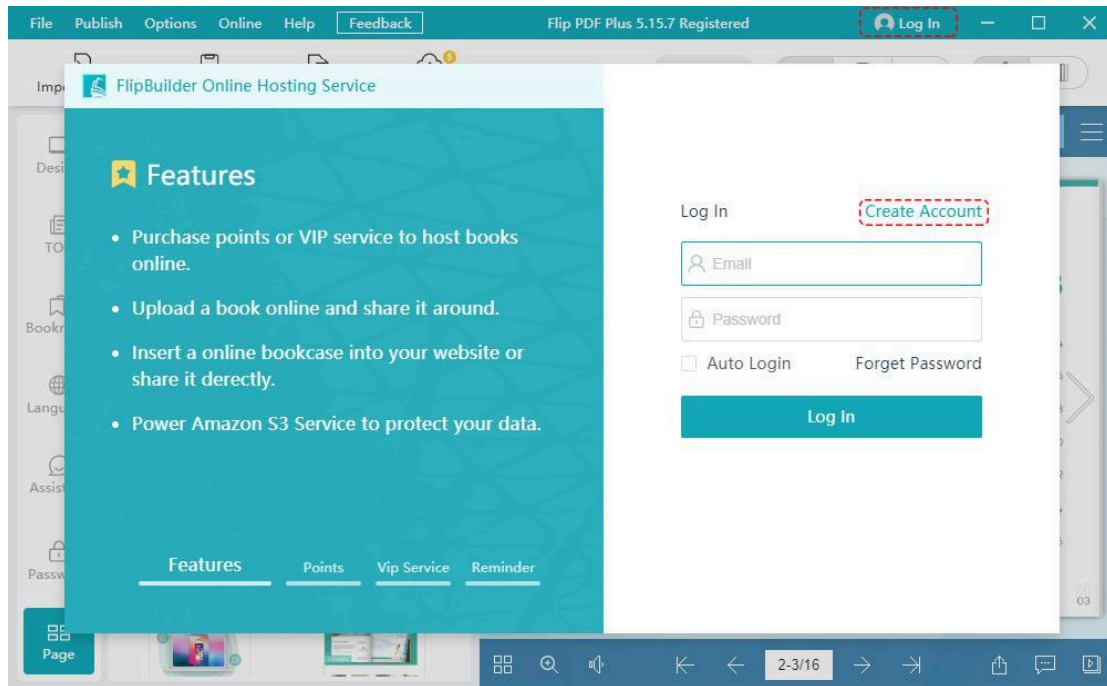 File Publish Options Online Help Feedback Flip PDF Plus 5.15.7 Registered Log In
FlipBuilder Online Hosting Service
Features
• Purchase points or VIP service to host books
online.
• Upload a book online and share it around.
• Insert a online bookcase into your website or
share it derectly.
• Power Amazon S3 Service to protect your data.
Features Points Vip Service Reminder
Log In Create Account
Email
Password
Auto Login Forget Password
Log In
Page
03
2-3/16